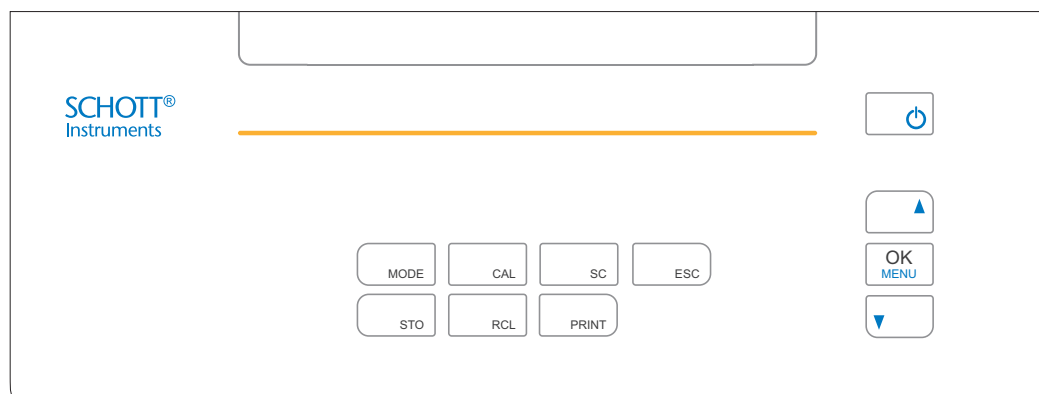 SCHOTT®
Instruments
OK
MENU
MODE
CAL
SC
ESC
STO
RCL
PRINT